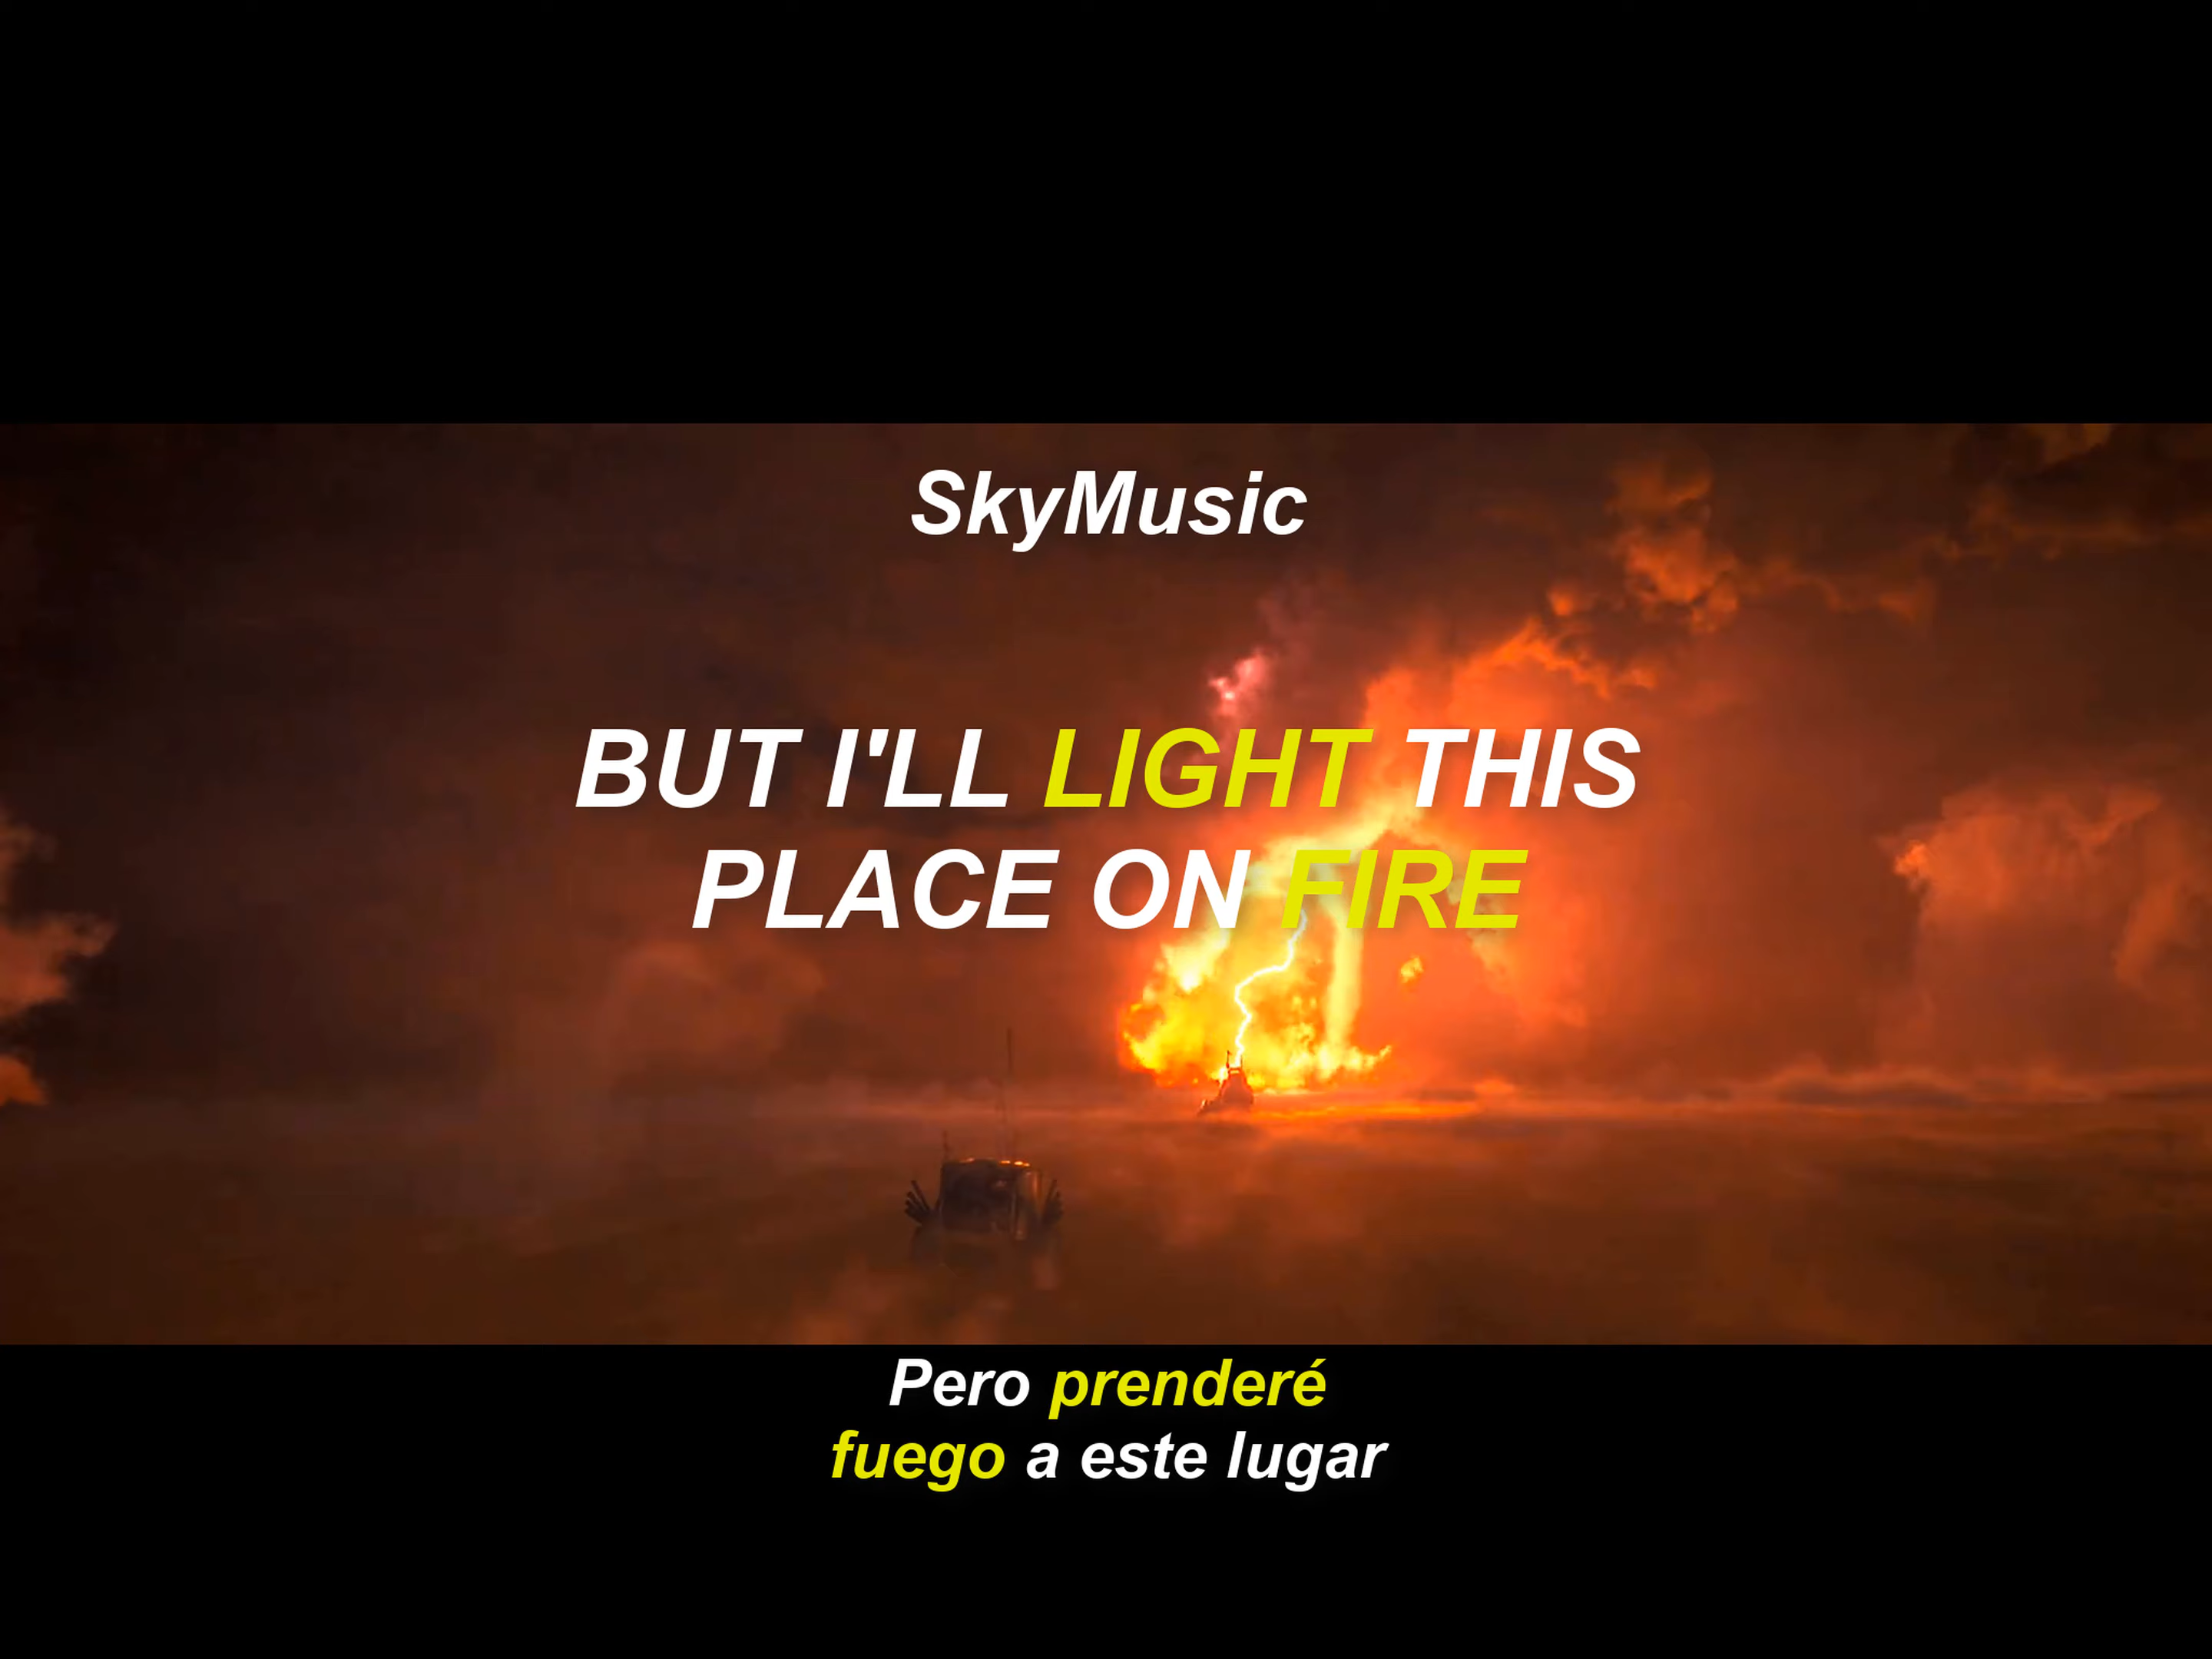 SkyMusic
BUT I'LL LIGHT THIS
PLACE ON FIRE
Pero prenderé
fuego a este lugar